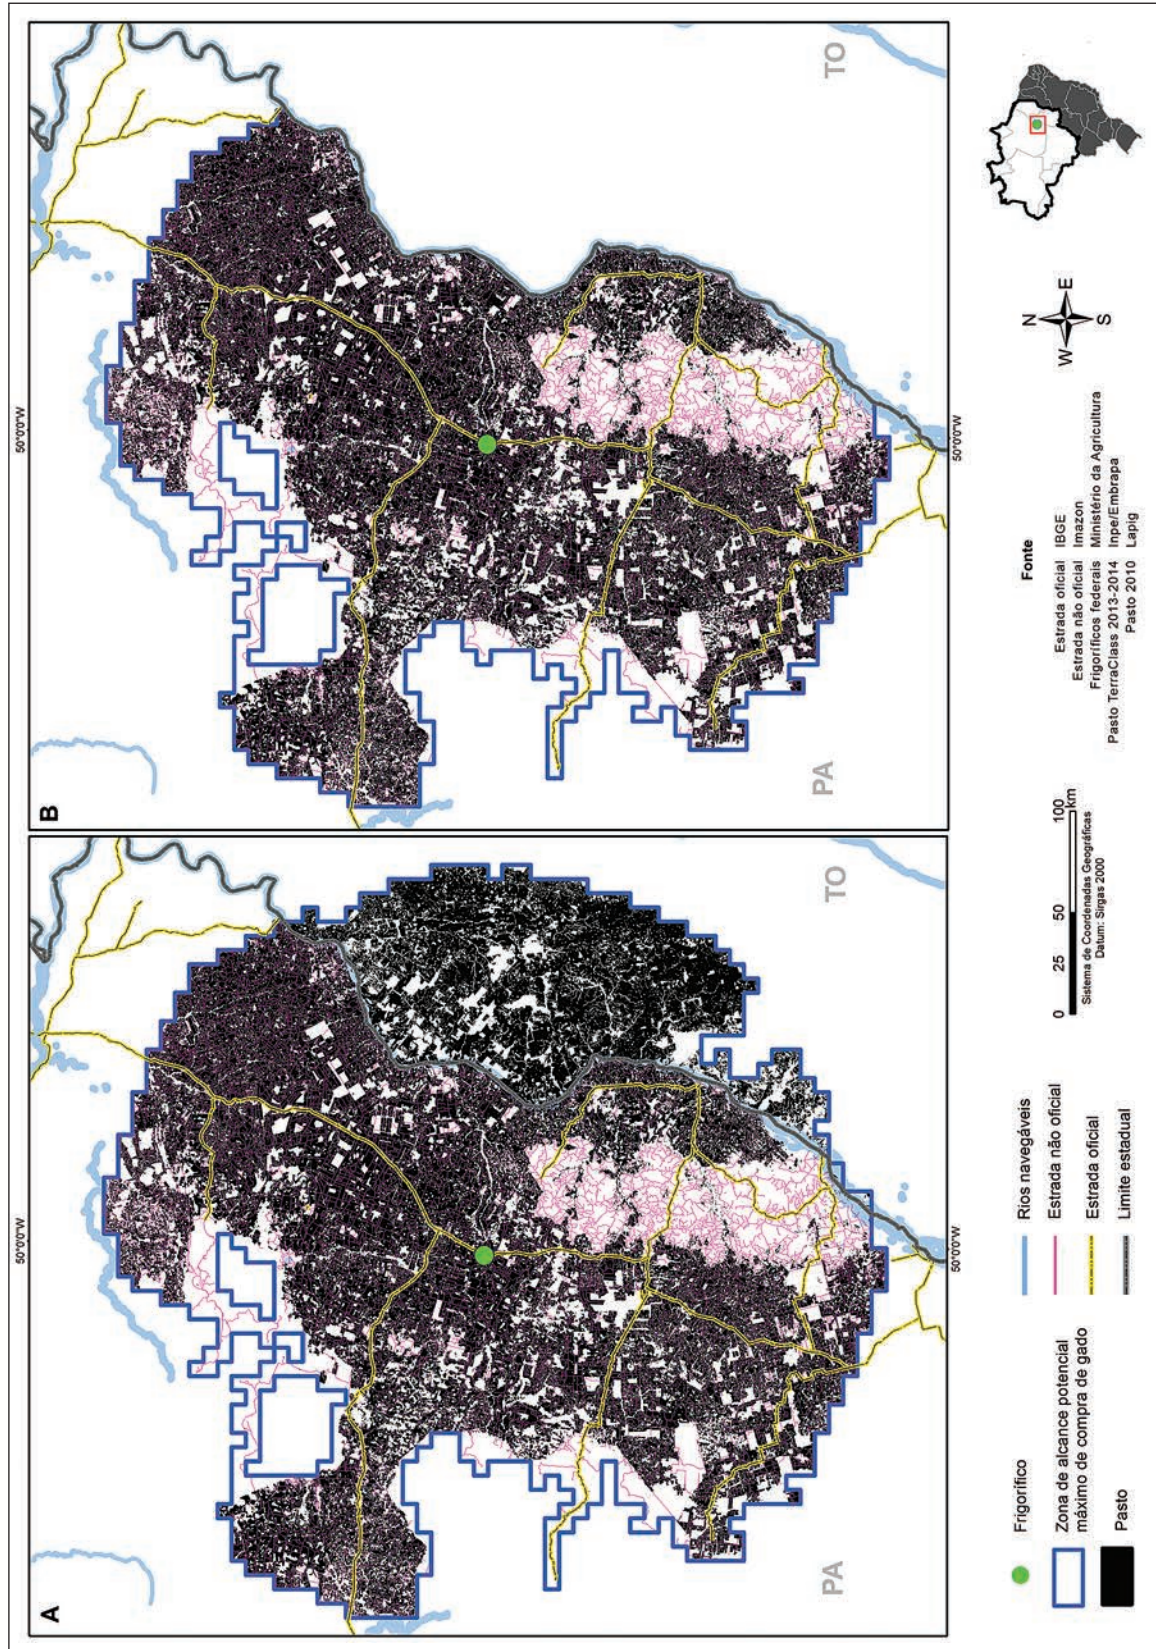 A
50°0'0"W
PA
TO
50°0'0"W
B
50°0'0"W
PA
TO
50°0'0"W
Frigorífico
Zona de alcance potencial
máximo de compra de gado
Pasto
Rios navegáveis
Estrada não oficial
Estrada oficial
Limite estadual
0 25 50 100
km
Sistema de Coordenadas Geográficas
Datum: Sirgas 2000
Fonte
Estrada oficial IBGE
Estrada não oficial Imazon
Frigoríficos federais Ministério da Agricultura
Pasto TerraClass 2013-2014 Inpe/Embrapa
Pasto 2010 Lapig
N
W E
S